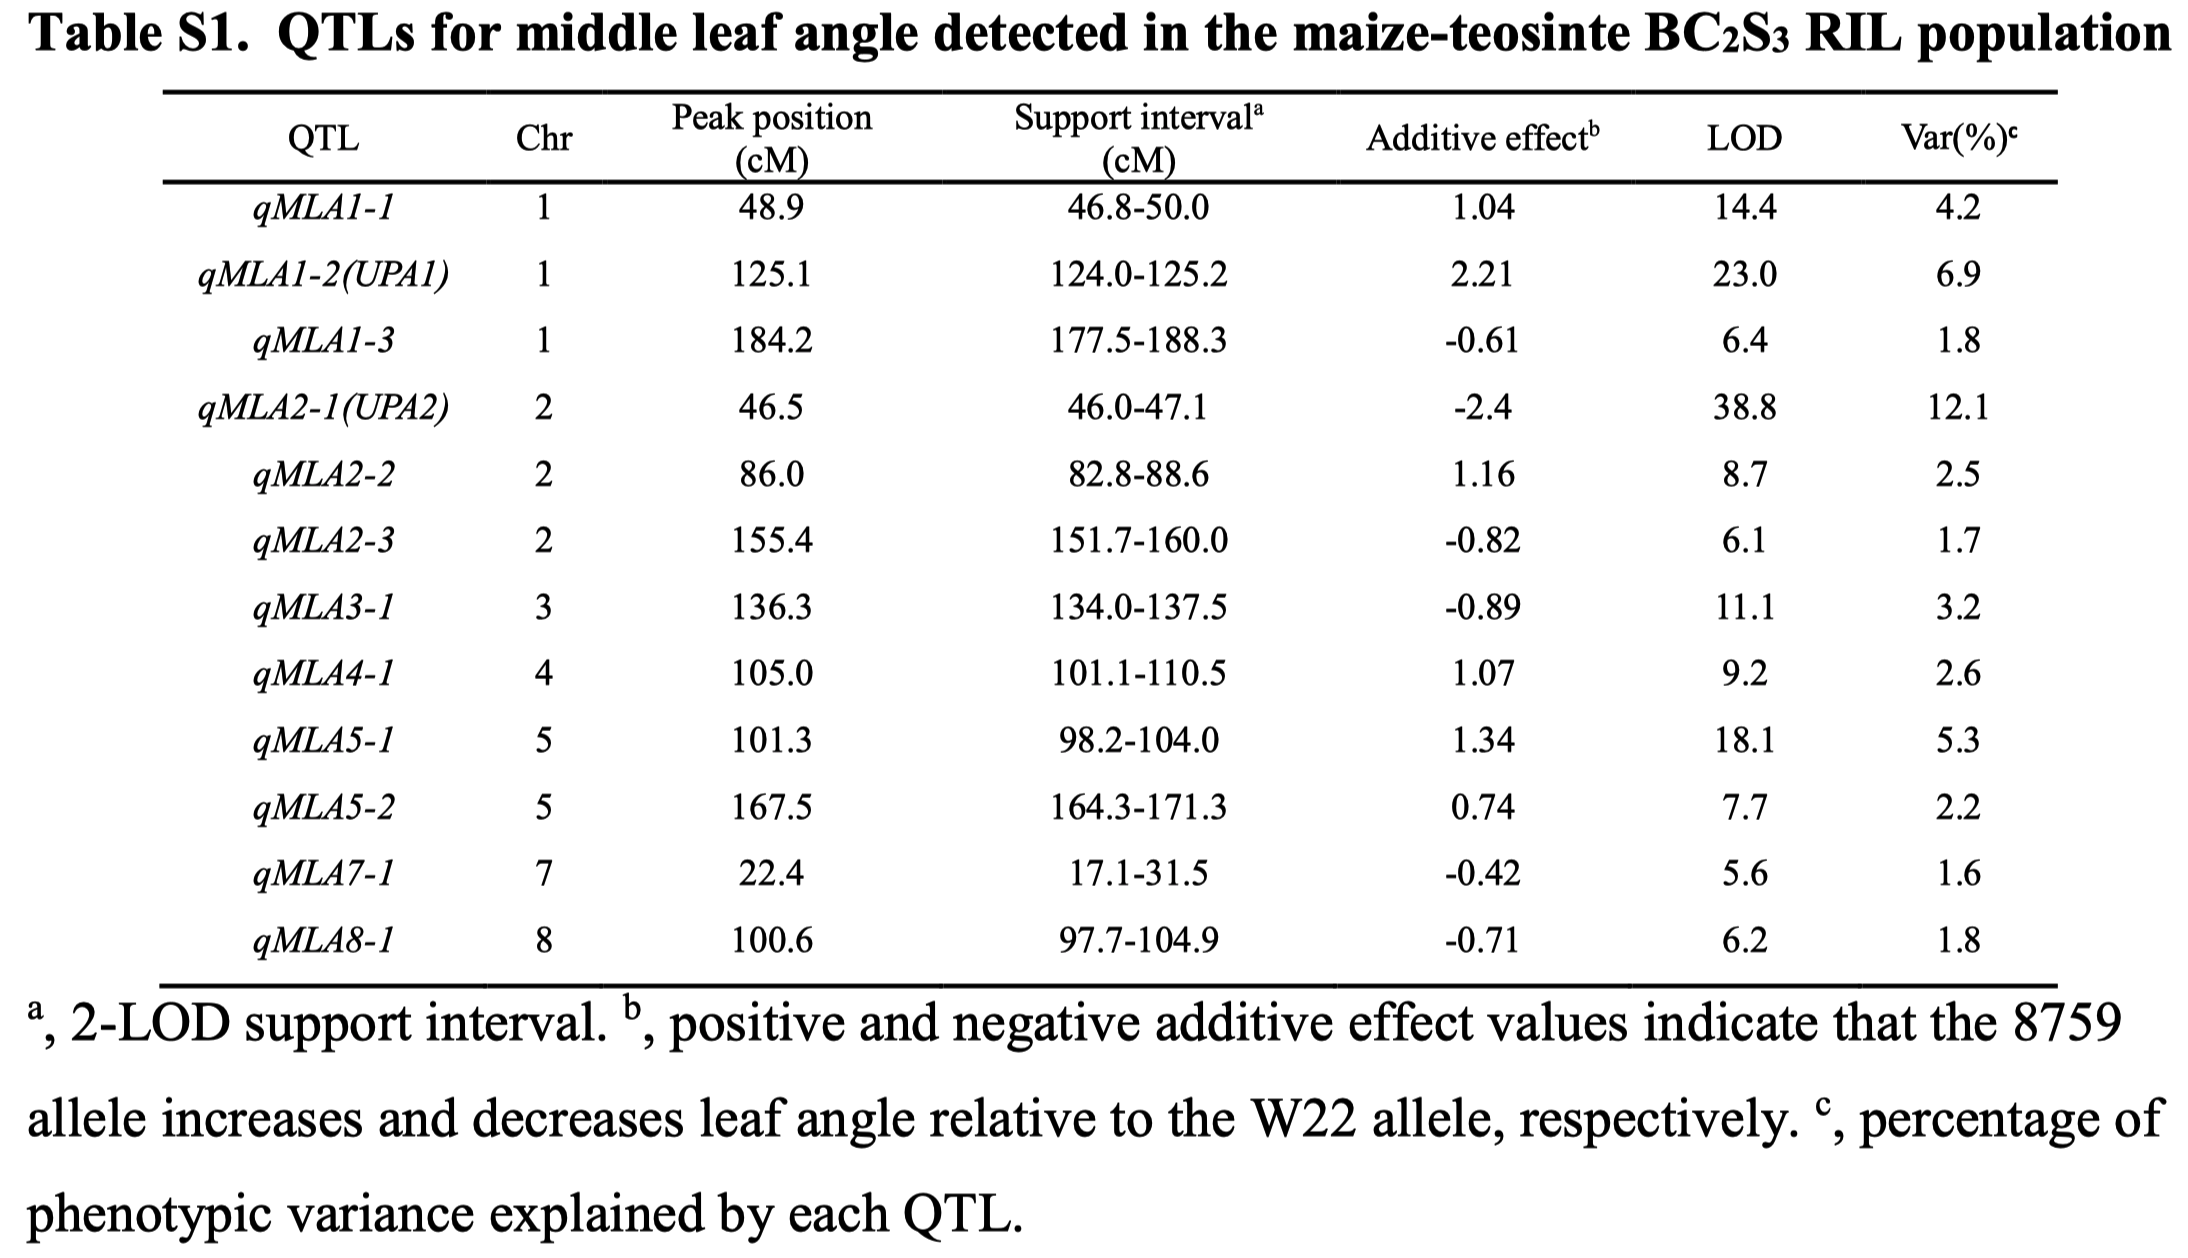 Table S1. QTLs for middle leaf angle detected in the maize-teosinte BC₂S₃ RIL population
QTL Chr Peak position (cM) Support intervalᵃ (cM) Additive effectᵇ LOD Var(%)ᶜ
qMLA1-1 1 48.9 46.8-50.0 1.04 14.4 4.2
qMLA1-2(UPA1) 1 125.1 124.0-125.2 2.21 23.0 6.9
qMLA1-3 1 184.2 177.5-188.3 -0.61 6.4 1.8
qMLA2-1(UPA2) 2 46.5 46.0-47.1 -2.4 38.8 12.1
qMLA2-2 2 86.0 82.8-88.6 1.16 8.7 2.5
qMLA2-3 2 155.4 151.7-160.0 -0.82 6.1 1.7
qMLA3-1 3 136.3 134.0-137.5 -0.89 11.1 3.2
qMLA4-1 4 105.0 101.1-110.5 1.07 9.2 2.6
qMLA5-1 5 101.3 98.2-104.0 1.34 18.1 5.3
qMLA5-2 5 167.5 164.3-171.3 0.74 7.7 2.2
qMLA7-1 7 22.4 17.1-31.5 -0.42 5.6 1.6
qMLA8-1 8 100.6 97.7-104.9 -0.71 6.2 1.8
ᵃ, 2-LOD support interval. ᵇ, positive and negative additive effect values indicate that the 8759
allele increases and decreases leaf angle relative to the W22 allele, respectively. ᶜ, percentage of
phenotypic variance explained by each QTL.